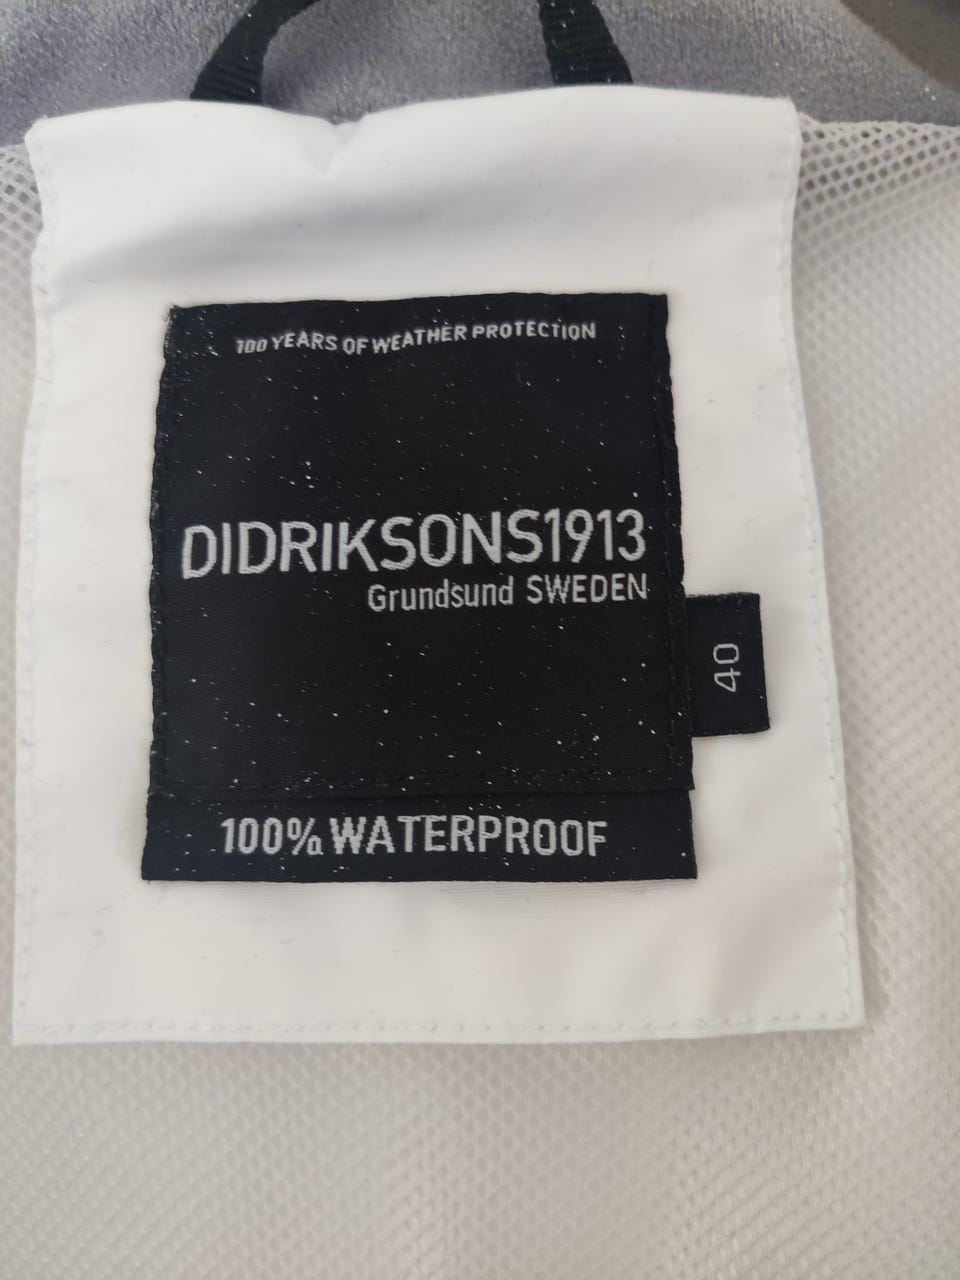 100 YEARS OF WEATHER PROTECTION
DIDRIKSONS1913
Grundsund SWEDEN
40
100% WATERPROOF